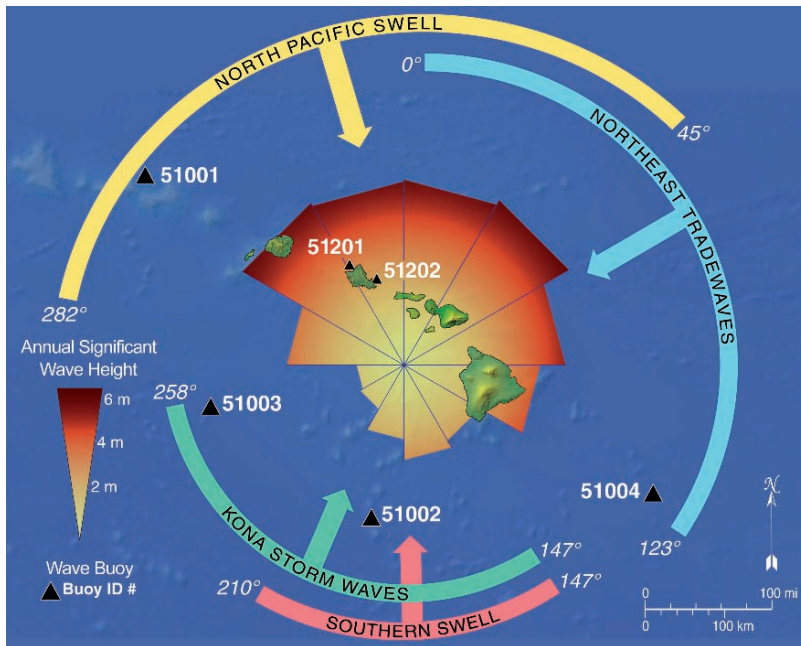 NORTH PACIFIC SWELL
0°
45°
NORTHEAST TRADEWAVES
51001
51201
51202
282°
Annual Significant
Wave Height
6 m
4 m
2 m
258°
51003
51004
51002
KONA STORM WAVES
147°
123°
Wave Buoy
Buoy ID #
210°
147°
SOUTHERN SWELL
N
0 100 mi
0 100 km